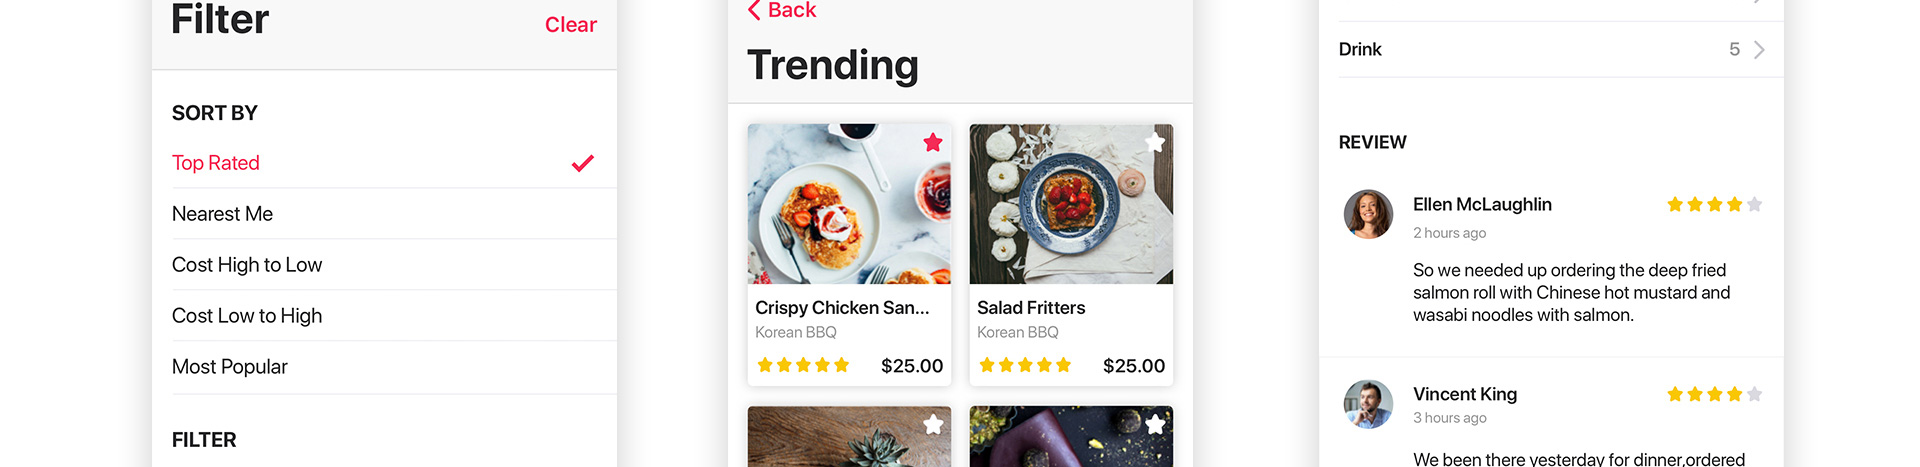 Filter
Clear
SORT BY
Top Rated
Nearest Me
Cost High to Low
Cost Low to High
Most Popular
FILTER
Back
Trending
Crispy Chicken San...
Korean BBQ
$25.00
Salad Fritters
Korean BBQ
$25.00
Drink
5
REVIEW
Ellen McLaughlin
2 hours ago
So we needed up ordering the deep fried
salmon roll with Chinese hot mustard and
wasabi noodles with salmon.
Vincent King
3 hours ago
We been there yesterday for dinner,ordered